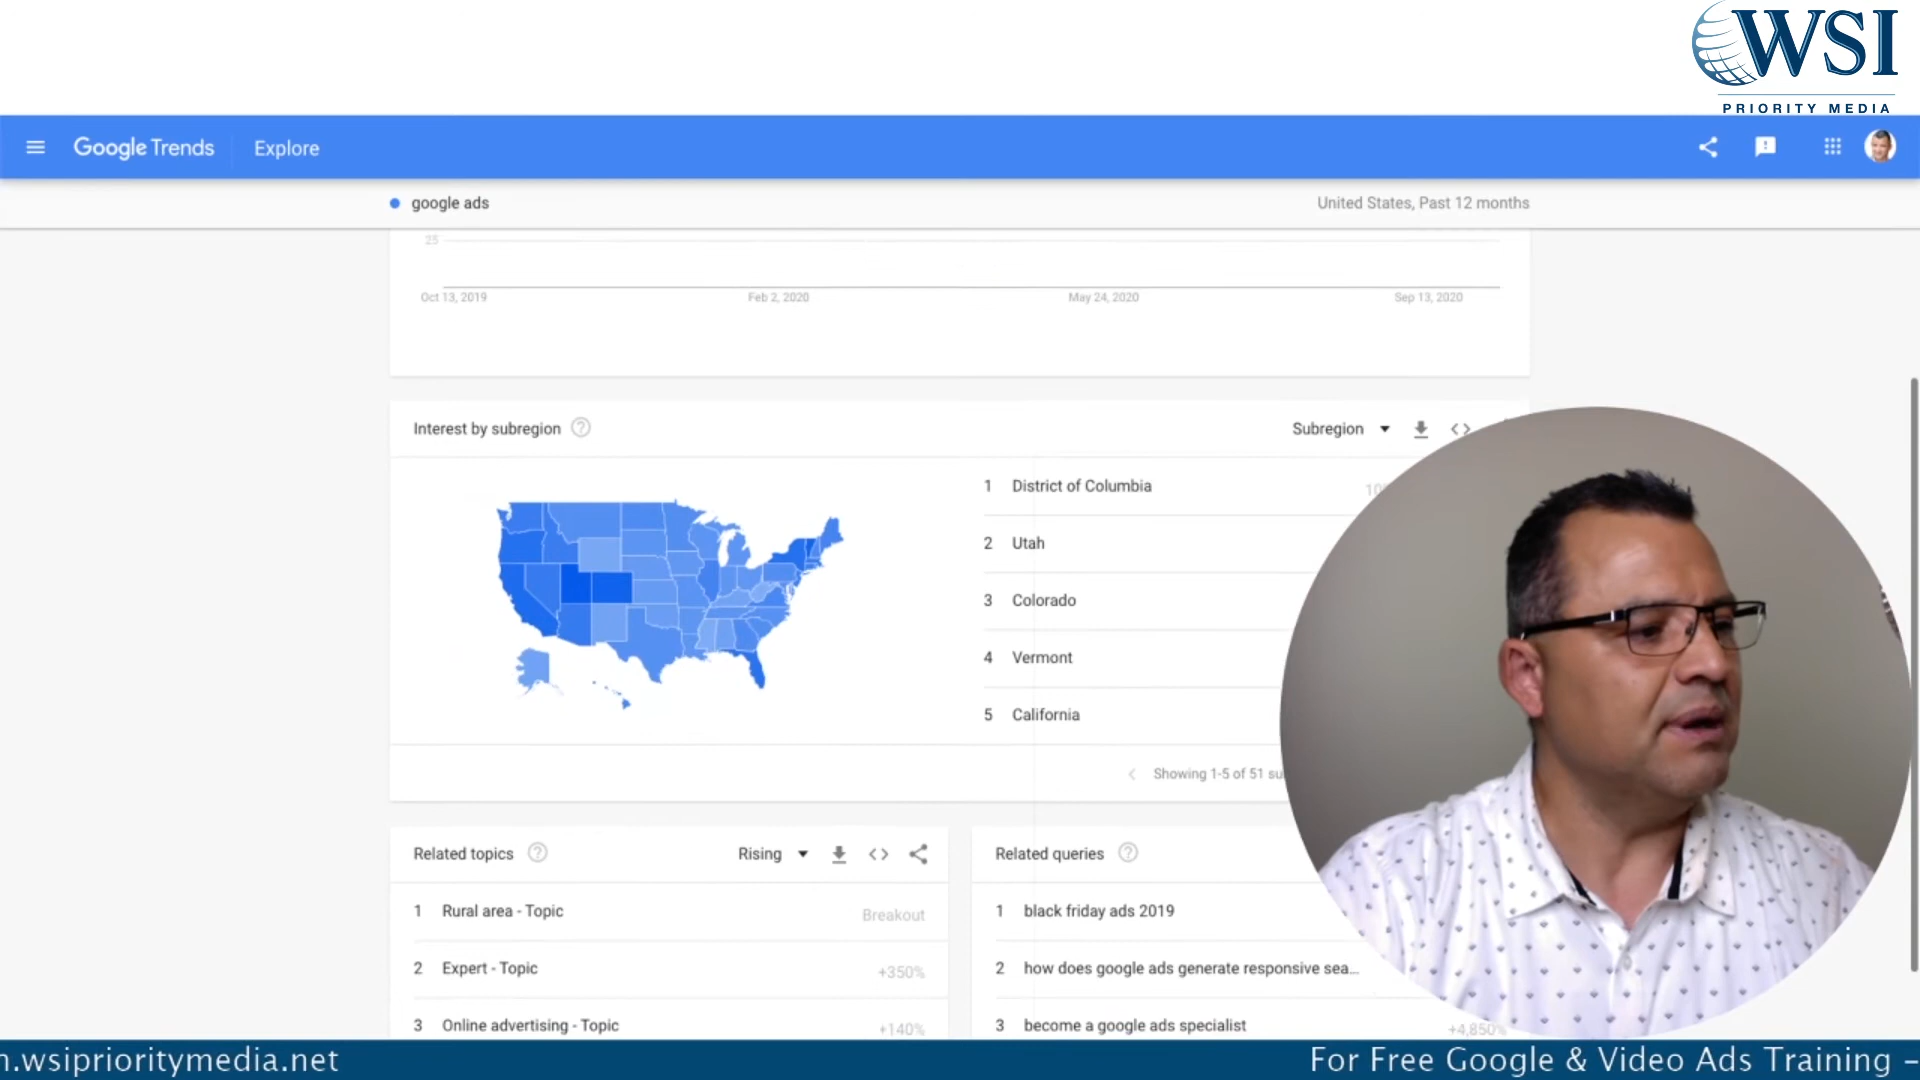 WSI
PRIORITY MEDIA
Google Trends Explore
google ads United States, Past 12 months
25
Oct 13, 2019 Feb 2, 2020 May 24, 2020 Sep 13, 2020
Interest by subregion Subregion
1 District of Columbia
2 Utah
3 Colorado
4 Vermont
5 California
Showing 1-5 of 51
Related topics Rising
1 Rural area - Topic Breakout
2 Expert - Topic +350%
3 Online advertising - Topic +140%
Related queries
1 black friday ads 2019
2 how does google ads generate responsive sea...
3 become a google ads specialist +4,850%
.wsiprioritymedia.net For Free Google & Video Ads Training -